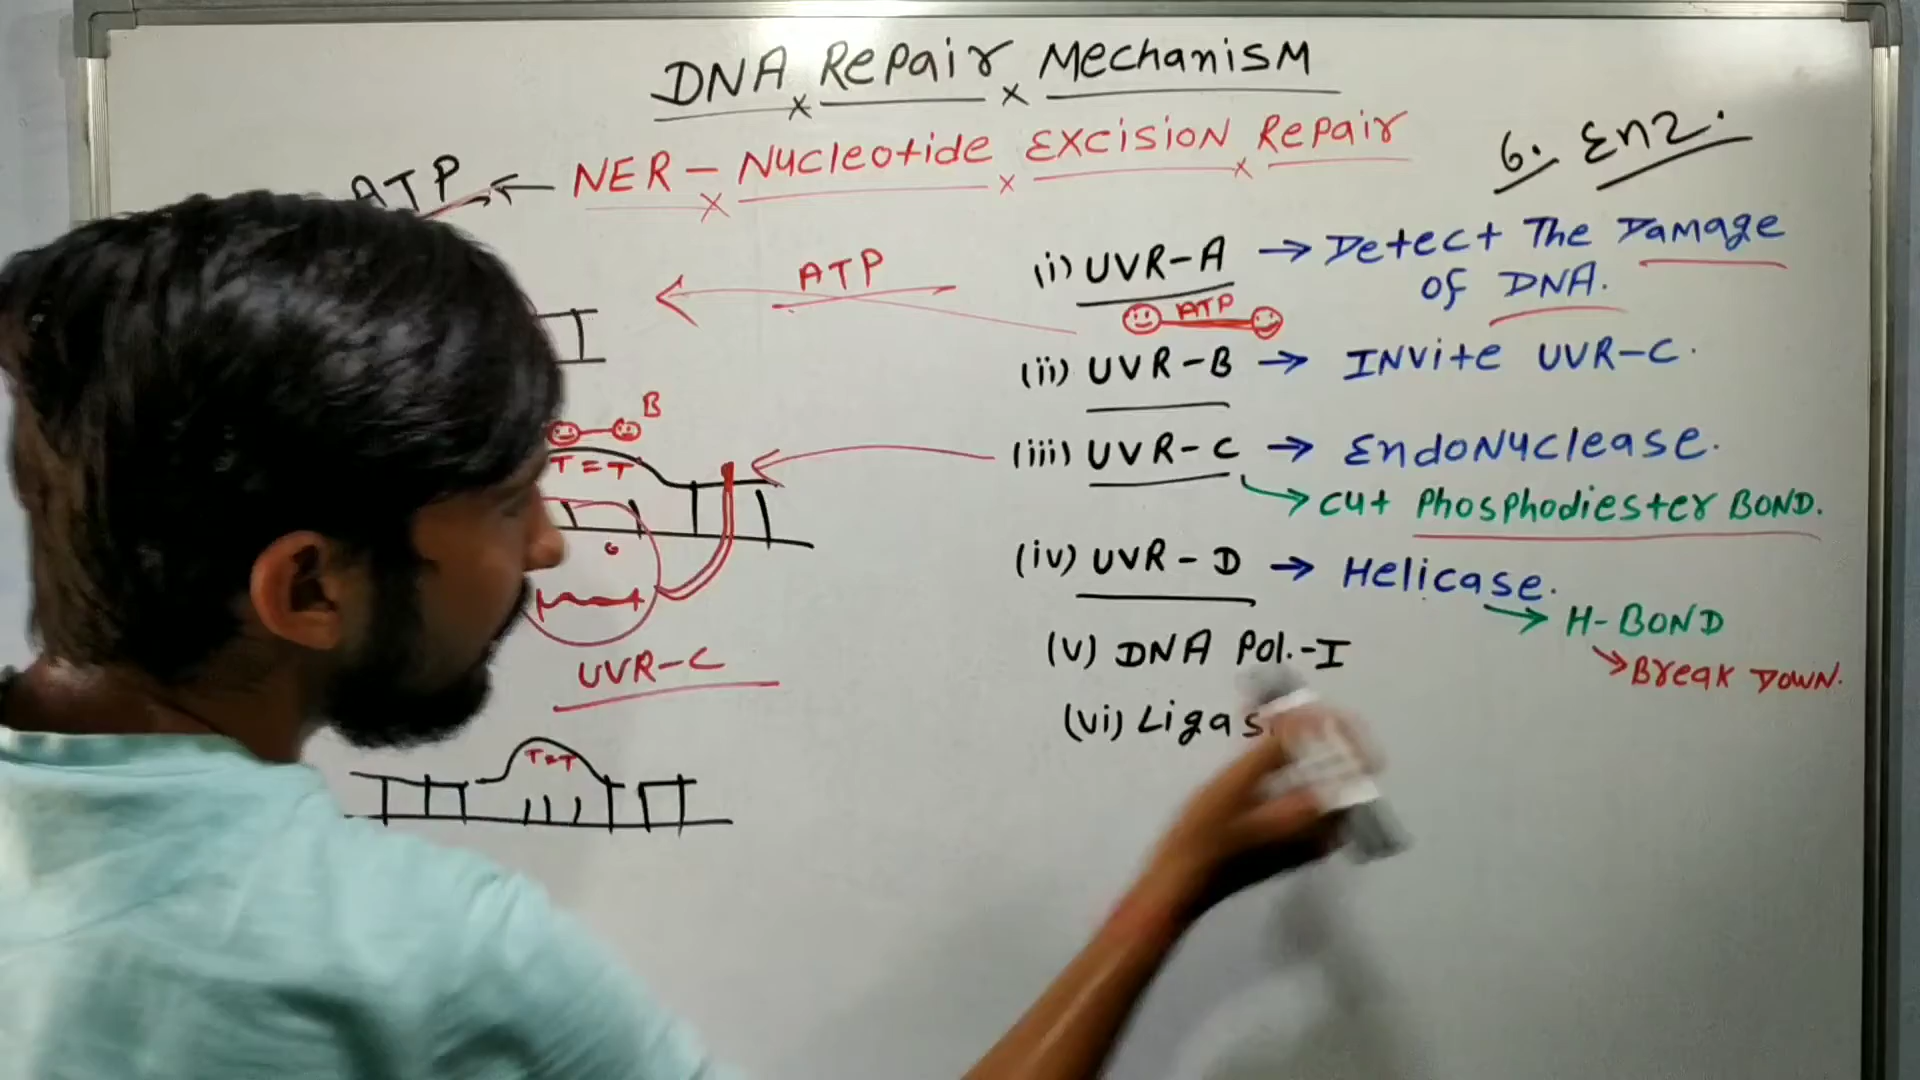 DNA Repair Mechanism
NER - Nucleotide Excision Repair
ATP
6. Enz.
ATP
(i) UVR-A → Detect The Damage
of DNA.
ATP
(ii) UVR-B → INVite UVR-C.
B
T=T
(iii) UVR-C → Endonuclease.
→ cut Phosphodiester BOND.
(iv) UVR-D → Helicase.
→ H-BOND
→ Break Down.
UVR-C
(v) DNA Pol.-I
(vi) Ligas
T=T